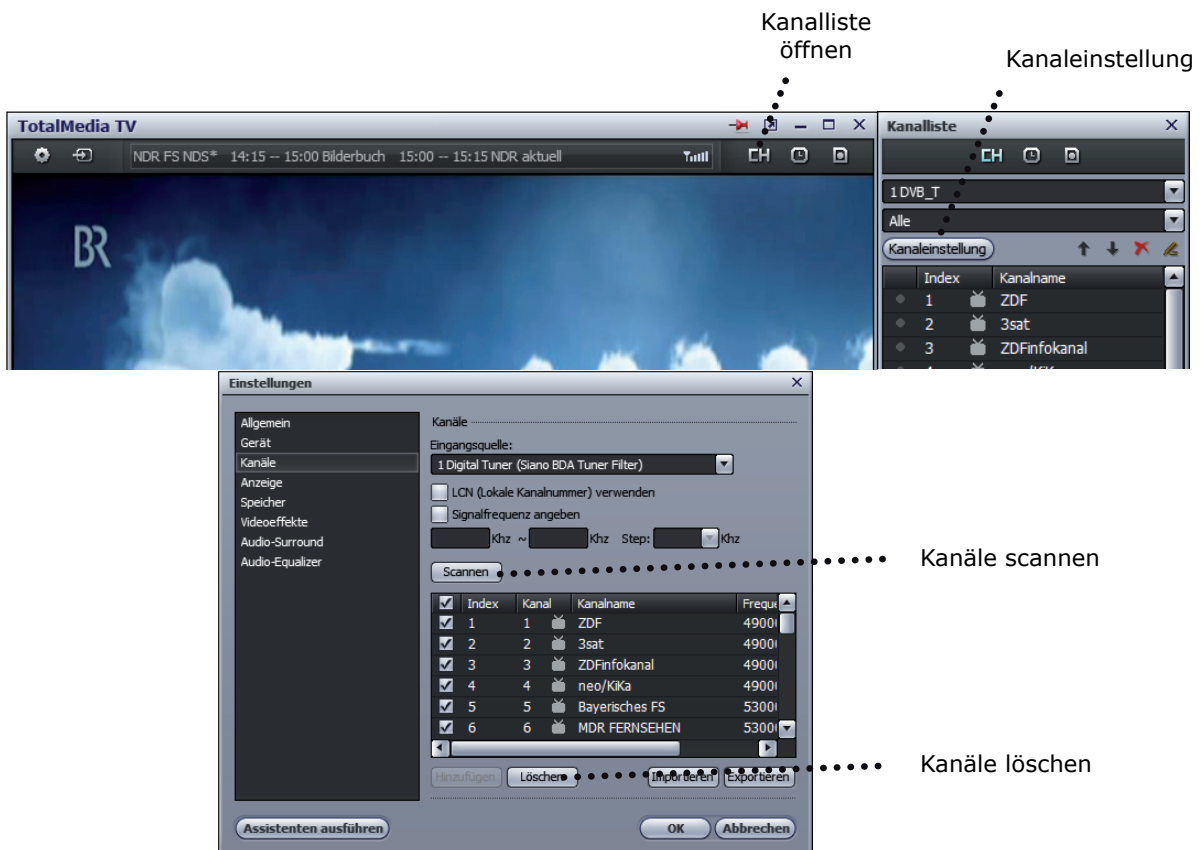 Kanalliste
öffnen
Kanaleinstellung
TotalMedia TV
NDR FS NDS* 14:15 -- 15:00 Bilderbuch 15:00 -- 15:15 NDR aktuell
CH
BR
Kanalliste
CH
1 DVB_T
Alle
Kanaleinstellung
Index Kanalname
1 ZDF
2 3sat
3 ZDFinfokanal
Einstellungen
Allgemein
Gerät
Kanäle
Anzeige
Speicher
Videoeffekte
Audio-Surround
Audio-Equalizer
Kanäle
Eingangsquelle:
1 Digital Tuner (Siano BDA Tuner Filter)
LCN (Lokale Kanalnummer) verwenden
Signalfrequenz angeben
Khz ~ Khz Step: Khz
Scannen
Kanäle scannen
Index Kanal Kanalname Freque
1 1 ZDF 4900
2 2 3sat 4900
3 3 ZDFinfokanal 4900
4 4 neo/KiKa 4900
5 5 Bayerisches FS 5300
6 6 MDR FERNSEHEN 5300
Hinzufügen Löschen Importieren Exportieren
Kanäle löschen
Assistenten ausführen OK Abbrechen